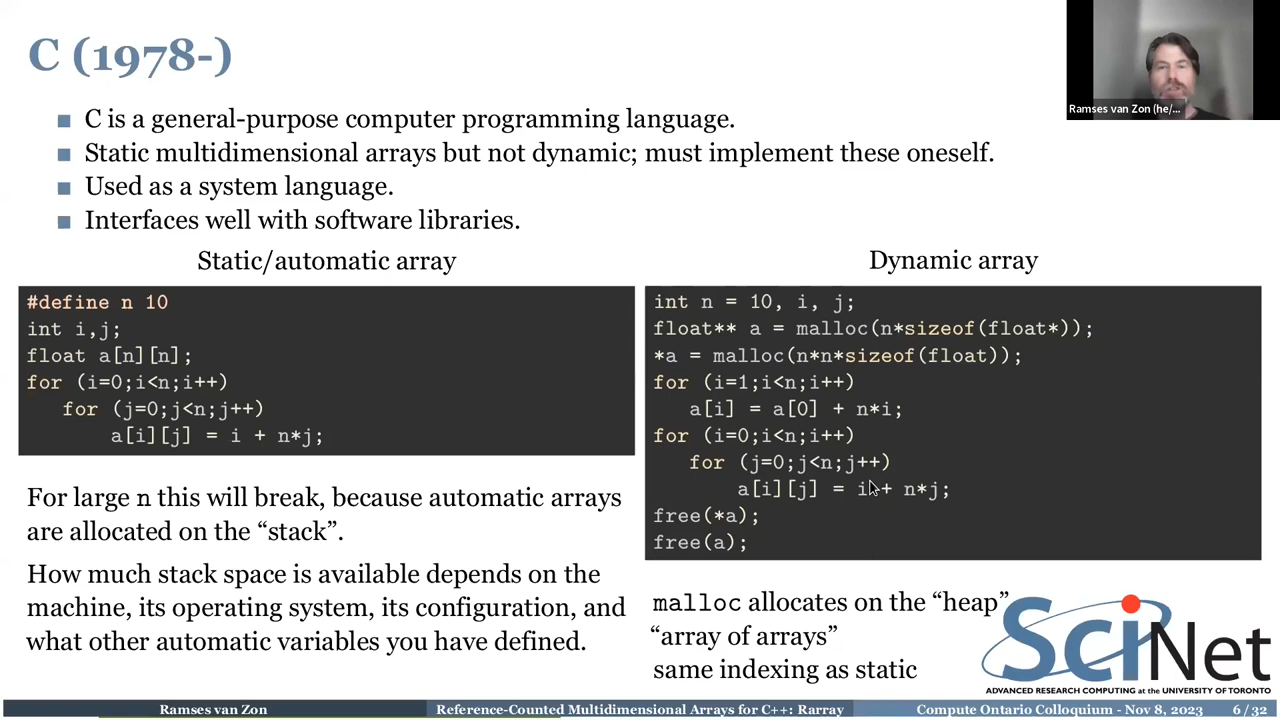 C (1978-)
Ramses van Zon (he/...
C is a general-purpose computer programming language.
Static multidimensional arrays but not dynamic; must implement these oneself.
Used as a system language.
Interfaces well with software libraries.
Static/automatic array
#define n 10
int i,j;
float a[n][n];
for (i=0;i<n;i++)
for (j=0;j<n;j++)
a[i][j] = i + n*j;
For large n this will break, because automatic arrays
are allocated on the “stack”.
How much stack space is available depends on the
machine, its operating system, its configuration, and
what other automatic variables you have defined.
Dynamic array
int n = 10, i, j;
float** a = malloc(n*sizeof(float*));
*a = malloc(n*n*sizeof(float));
for (i=1;i<n;i++)
a[i] = a[0] + n*i;
for (i=0;i<n;i++)
for (j=0;j<n;j++)
a[i][j] = i + n*j;
free(*a);
free(a);
malloc allocates on the “heap”
“array of arrays”
same indexing as static
SciNet
ADVANCED RESEARCH COMPUTING at the UNIVERSITY OF TORONTO
Ramses van Zon
Reference-Counted Multidimensional Arrays for C++: Rarray
Compute Ontario Colloquium - Nov 8, 2023
6 / 32